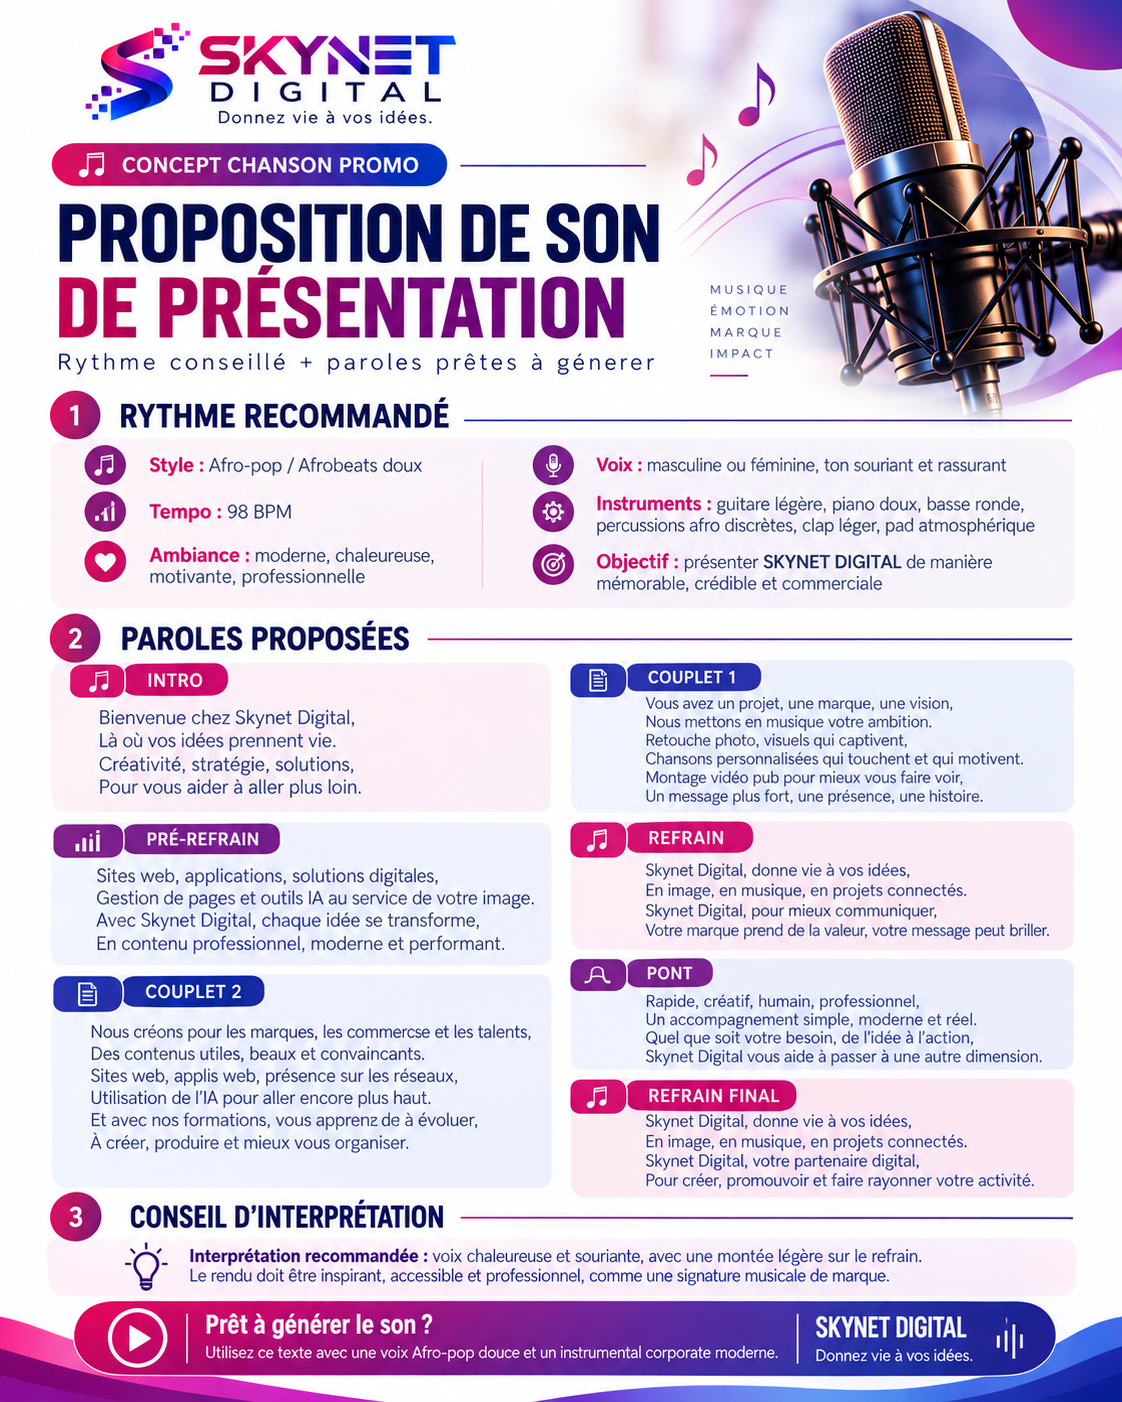 SKYNET
DIGITAL
Donnez vie à vos idées.
CONCEPT CHANSON PROMO
PROPOSITION DE SON
DE PRÉSENTATION
Rythme conseillé + paroles prêtes à génerer
MUSIQUE
ÉMOTION
MARQUE
IMPACT
1 RYTHME RECOMMANDÉ
Style : Afro-pop / Afrobeats doux
Tempo : 98 BPM
Ambiance : moderne, chaleureuse,
motivante, professionnelle
Voix : masculine ou féminine, ton souriant et rassurant
Instruments : guitare légère, piano doux, basse ronde,
percussions afro discrètes, clap léger, pad atmosphérique
Objectif : présenter SKYNET DIGITAL de manière
mémorable, crédible et commerciale
2 PAROLES PROPOSÉES
INTRO
Bienvenue chez Skynet Digital,
Là où vos idées prennent vie.
Créativité, stratégie, solutions,
Pour vous aider à aller plus loin.
COUPLET 1
Vous avez un projet, une marque, une vision,
Nous mettons en musique votre ambition.
Retouche photo, visuels qui captivent,
Chansons personnalisées qui touchent et qui motivent.
Montage vidéo pub pour mieux vous faire voir,
Un message plus fort, une présence, une histoire.
PRÉ-REFRAIN
Sites web, applications, solutions digitales,
Gestion de pages et outils IA au service de votre image.
Avec Skynet Digital, chaque idée se transforme,
En contenu professionnel, moderne et performant.
REFRAIN
Skynet Digital, donne vie à vos idées,
En image, en musique, en projets connectés.
Skynet Digital, pour mieux communiquer,
Votre marque prend de la valeur, votre message peut briller.
COUPLET 2
Nous créons pour les marques, les commercse et les talents,
Des contenus utiles, beaux et convaincants.
Sites web, applis web, présence sur les réseaux,
Utilisation de l'IA pour aller encore plus haut.
Et avec nos formations, vous apprenz de à évoluer,
À créer, produire et mieux vous organiser.
PONT
Rapide, créatif, humain, professionnel,
Un accompagnement simple, moderne et réel.
Quel que soit votre besoin, de l'idée à l'action,
Skynet Digital vous aide à passer à une autre dimension.
REFRAIN FINAL
Skynet Digital, donne vie à vos idées,
En image, en musique, en projets connectés.
Skynet Digital, votre partenaire digital,
Pour créer, promouvoir et faire rayonner votre activité.
3 CONSEIL D'INTERPRÉTATION
Interprétation recommandée : voix chaleureuse et souriante, avec une montée légère sur le refrain.
Le rendu doit être inspirant, accessible et professionnel, comme une signature musicale de marque.
Prêt à générer le son ?
Utilisez ce texte avec une voix Afro-pop douce et un instrumental corporate moderne.
SKYNET DIGITAL
Donnez vie à vos idées.